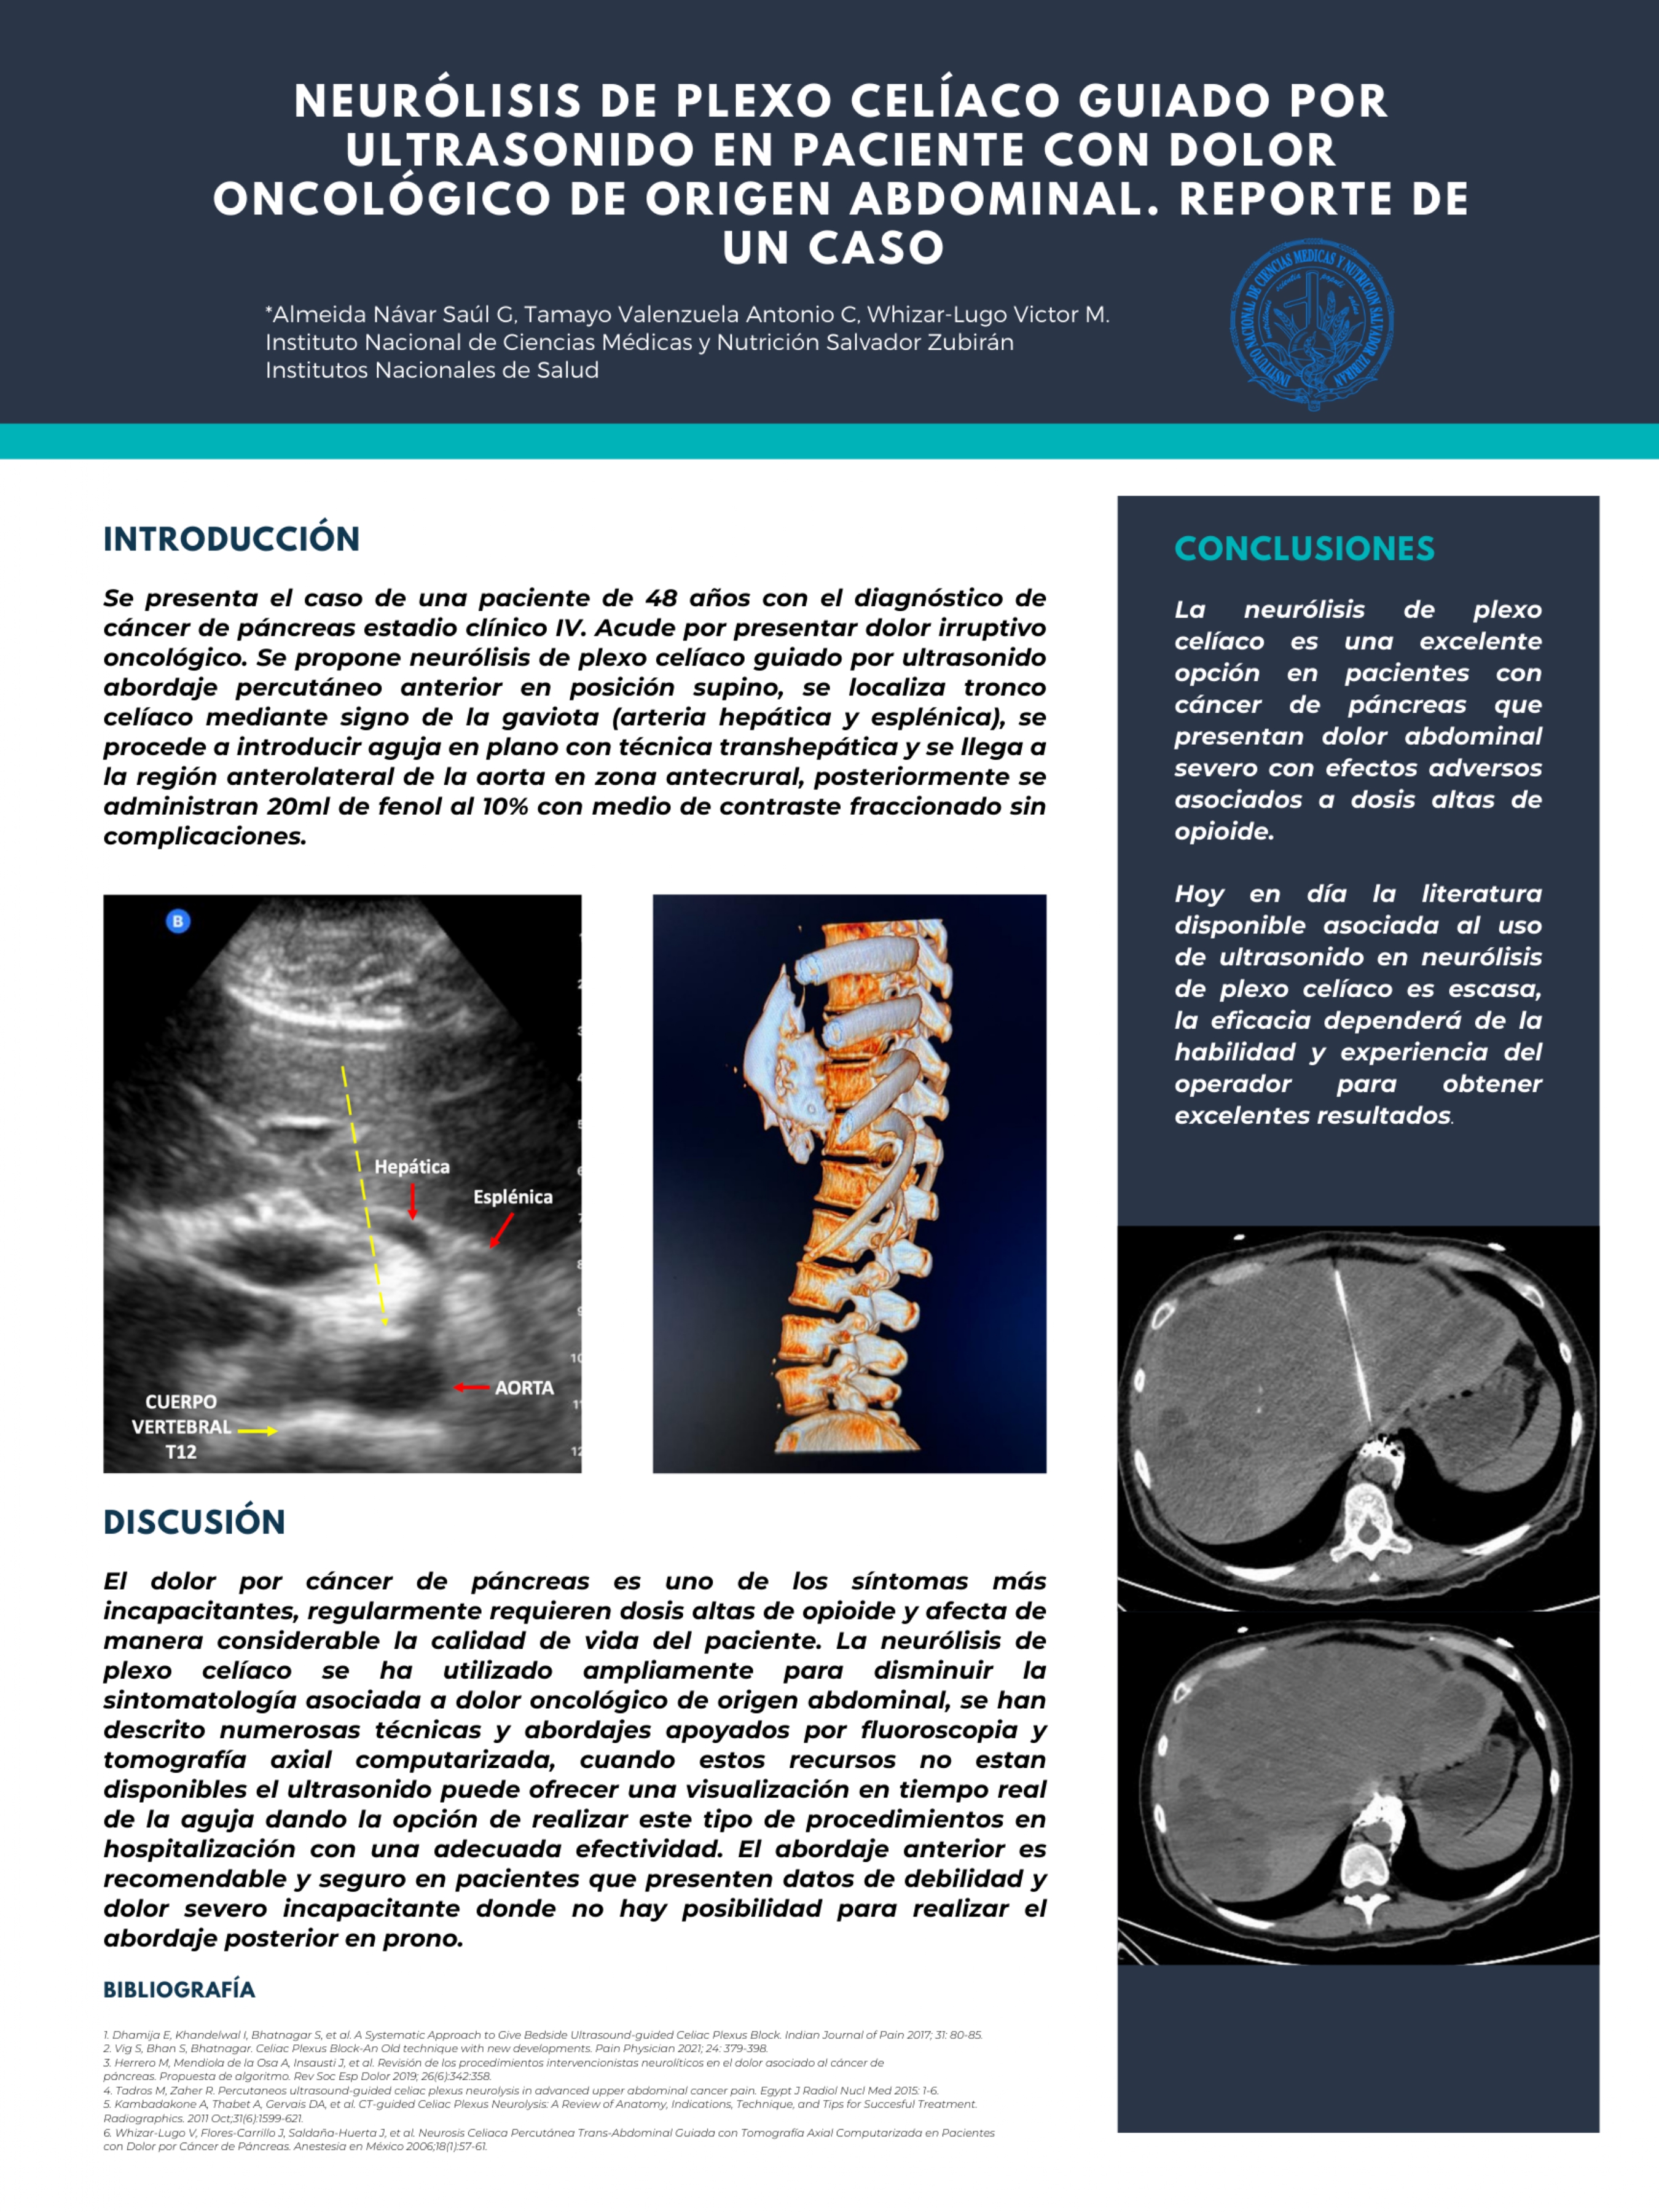 NEURÓLISIS DE PLEXO CELÍACO GUIADO POR
ULTRASONIDO EN PACIENTE CON DOLOR
ONCOLÓGICO DE ORIGEN ABDOMINAL. REPORTE DE
UN CASO
*Almeida Návar Saúl G, Tamayo Valenzuela Antonio C, Whizar-Lugo Victor M.
Instituto Nacional de Ciencias Médicas y Nutrición Salvador Zubirán
Institutos Nacionales de Salud
INSTITUTO NACIONAL DE CIENCIAS MEDICAS Y NUTRICION SALVADOR ZUBIRAN
INTRODUCCIÓN
Se presenta el caso de una paciente de 48 años con el diagnóstico de
cáncer de páncreas estadio clínico IV. Acude por presentar dolor irruptivo
oncológico. Se propone neurólisis de plexo celíaco guiado por ultrasonido
abordaje percutáneo anterior en posición supino, se localiza tronco
celíaco mediante signo de la gaviota (arteria hepática y esplénica), se
procede a introducir aguja en plano con técnica transhepática y se llega a
la región anterolateral de la aorta en zona antecrural, posteriormente se
administran 20ml de fenol al 10% con medio de contraste fraccionado sin
complicaciones.
B
2
3
4
5
6
7
8
9
10
11
12
Hepática
Esplénica
AORTA
CUERPO
VERTEBRAL
T12
DISCUSIÓN
El dolor por cáncer de páncreas es uno de los síntomas más
incapacitantes, regularmente requieren dosis altas de opioide y afecta de
manera considerable la calidad de vida del paciente. La neurólisis de
plexo celíaco se ha utilizado ampliamente para disminuir la
sintomatología asociada a dolor oncológico de origen abdominal, se han
descrito numerosas técnicas y abordajes apoyados por fluoroscopia y
tomografía axial computarizada, cuando estos recursos no estan
disponibles el ultrasonido puede ofrecer una visualización en tiempo real
de la aguja dando la opción de realizar este tipo de procedimientos en
hospitalización con una adecuada efectividad. El abordaje anterior es
recomendable y seguro en pacientes que presenten datos de debilidad y
dolor severo incapacitante donde no hay posibilidad para realizar el
abordaje posterior en prono.
BIBLIOGRAFÍA
1. Dhamija E, Khandelwal I, Bhatnagar S, et al. A Systematic Approach to Give Bedside Ultrasound-guided Celiac Plexus Block. Indian Journal of Pain 2017; 31: 80-85.
2. Vig S, Bhan S, Bhatnagar. Celiac Plexus Block-An Old technique with new developments. Pain Physician 2021; 24: 379-398.
3. Herrero M, Mendiola de la Osa A, Insausti J, et al. Revisión de los procedimientos intervencionistas neurolíticos en el dolor asociado al cáncer de
páncreas. Propuesta de algoritmo. Rev Soc Esp Dolor 2019; 26(6):342:358.
4. Tadros M, Zaher R. Percutaneos ultrasound-guided celiac plexus neurolysis in advanced upper abdominal cancer pain. Egypt J Radiol Nucl Med 2015: 1-6.
5. Kambadakone A, Thabet A, Gervais DA, et al. CT-guided Celiac Plexus Neurolysis: A Review of Anatomy, Indications, Technique, and Tips for Succesful Treatment.
Radiographics. 2011 Oct;31(6):1599-621.
6. Whizar-Lugo V, Flores-Carrillo J, Saldaña-Huerta J, et al. Neurosis Celiaca Percutánea Trans-Abdominal Guiada con Tomografía Axial Computarizada en Pacientes
con Dolor por Cáncer de Páncreas. Anestesia en México 2006;18(1):57-61.
CONCLUSIONES
La neurólisis de plexo
celíaco es una excelente
opción en pacientes con
cáncer de páncreas que
presentan dolor abdominal
severo con efectos adversos
asociados a dosis altas de
opioide.
Hoy en día la literatura
disponible asociada al uso
de ultrasonido en neurólisis
de plexo celíaco es escasa,
la eficacia dependerá de la
habilidad y experiencia del
operador para obtener
excelentes resultados.